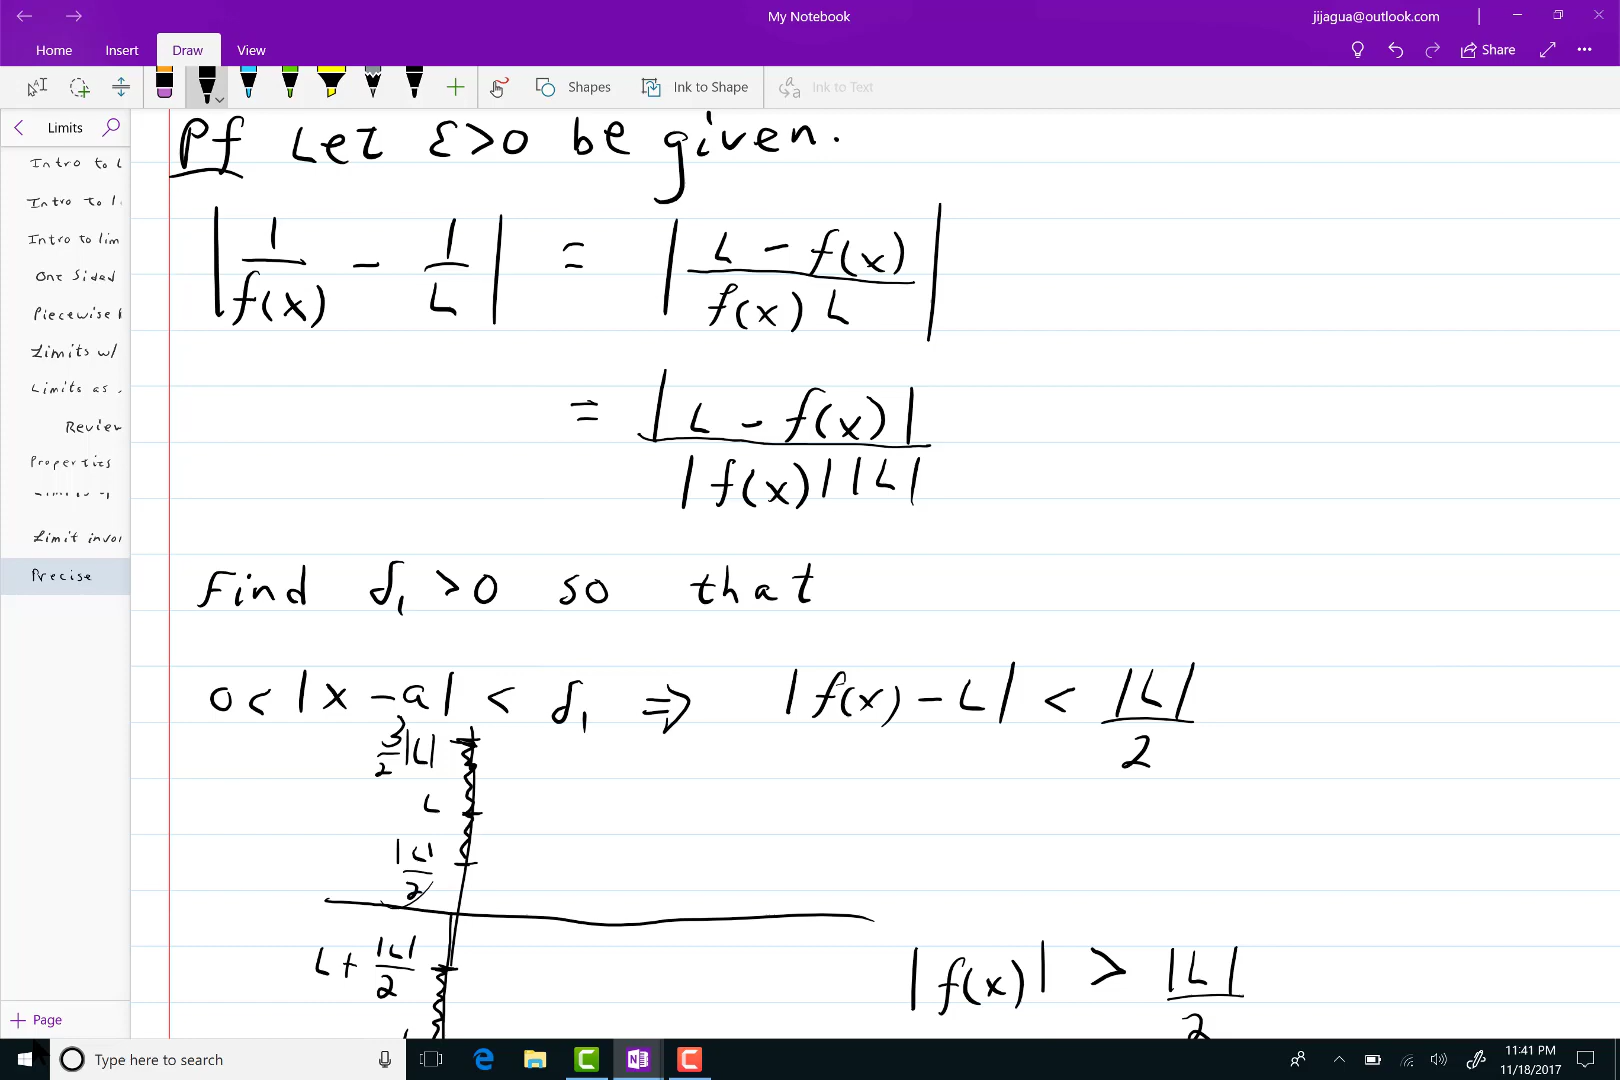 My Notebook
jijagua@outlook.com
Home Insert Draw View
Share
Shapes Ink to Shape Ink to Text
Limits
Intro to L
Intro to l
Intro to lim
One Sided
Piecewise
Limits w/
Limits as
Review
Properties
Limit invol
Precise
Page
Pf Let ε>0 be given.
|1/f(x) - 1/L| = |L - f(x)/f(x) L|
= |L - f(x)|/|f(x)||L|
Find δ₁ >0 so that
0 < |x - a| < δ₁ ⇒ |f(x) - L| < |L|/2
3/2 |L|
L
|L|/2
L + |L|/2
|f(x)| > |L|/2
Type here to search
11:41 PM
11/18/2017